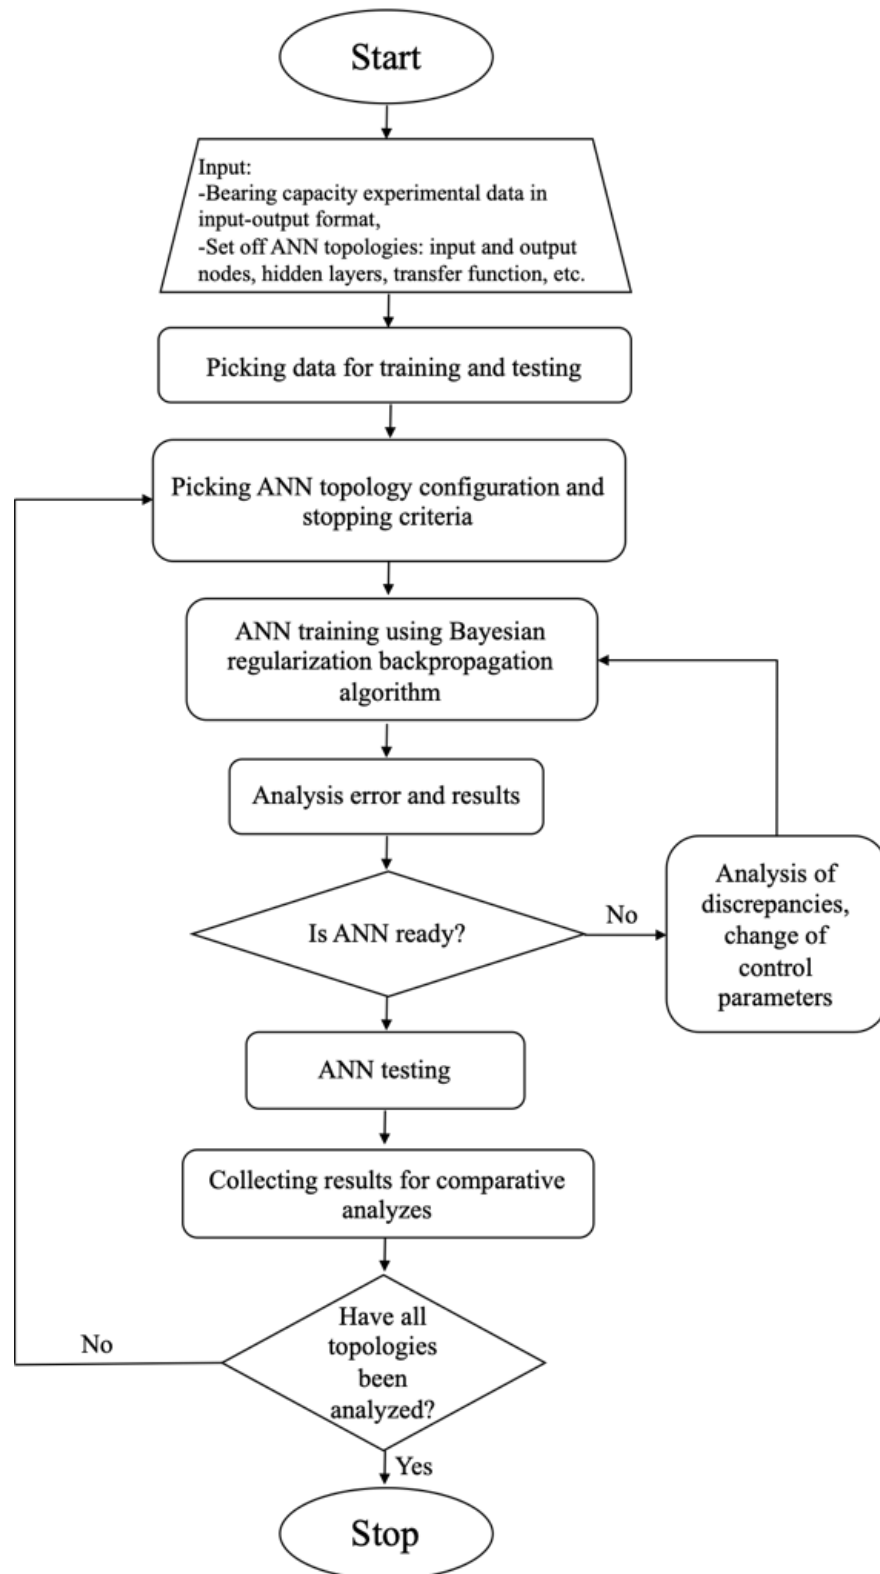 Start
Input:
-Bearing capacity experimental data in
input-output format,
-Set off ANN topologies: input and output
nodes, hidden layers, transfer function, etc.
Picking data for training and testing
Picking ANN topology configuration and
stopping criteria
ANN training using Bayesian
regularization backpropagation
algorithm
Analysis error and results
Is ANN ready?
No
Analysis of
discrepancies,
change of
control
parameters
ANN testing
Collecting results for comparative
analyzes
Have all
topologies
been
analyzed?
No
Yes
Stop